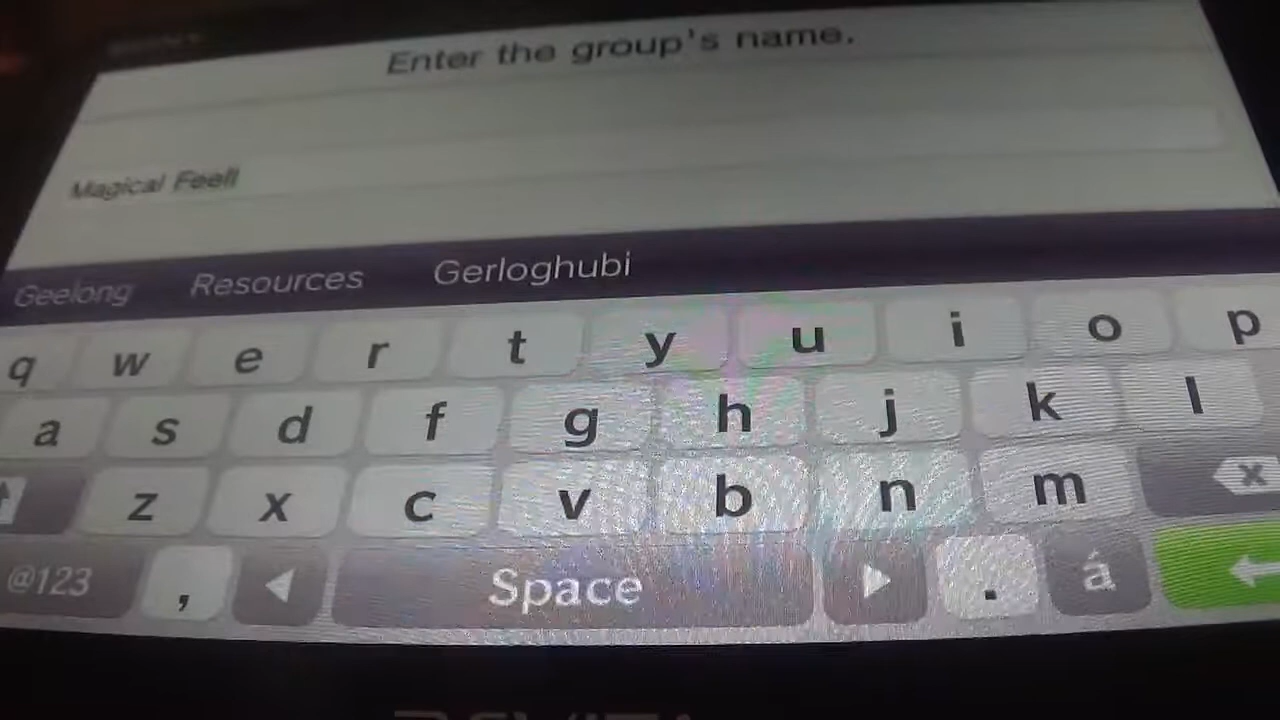 Enter the group's name.
Magical Feell
Geelong Resources Gerloghubi
q w e r t y u i o p
a s d f g h j k l
z x c v b n m x
@123 , Space . á